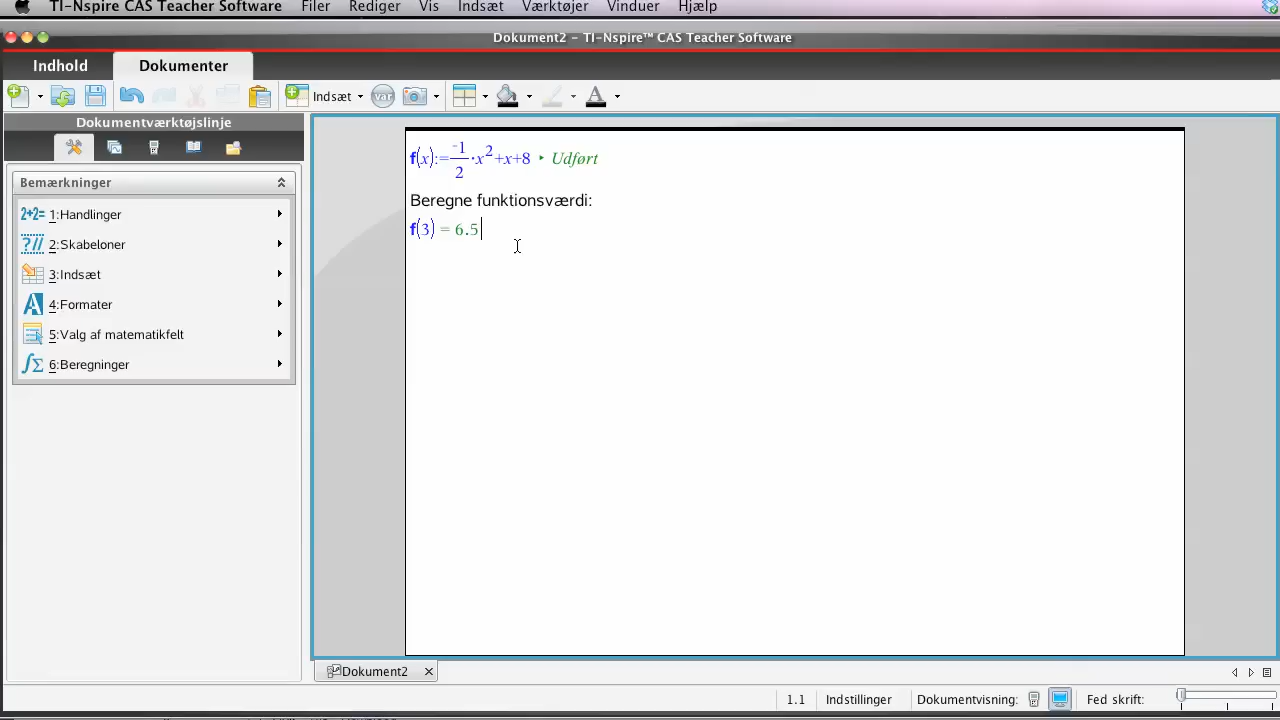 TI-Nspire CAS Teacher Software Filer Rediger Vis Indsæt Værktøjer Vinduer Hjælp
Dokument2 – TI-Nspire™ CAS Teacher Software
Indhold Dokumenter
Indsæt var A
Dokumentværktøjslinje
Bemærkninger
1:Handlinger
2:Skabeloner
3:Indsæt
4:Formater
5:Valg af matematikfelt
6:Beregninger
f(x):=-1/2·x²+x+8 ▸ Udført
Beregne funktionsværdi:
f(3) = 6.5
Dokument2
1.1 Indstillinger Dokumentvisning: Fed skrift: